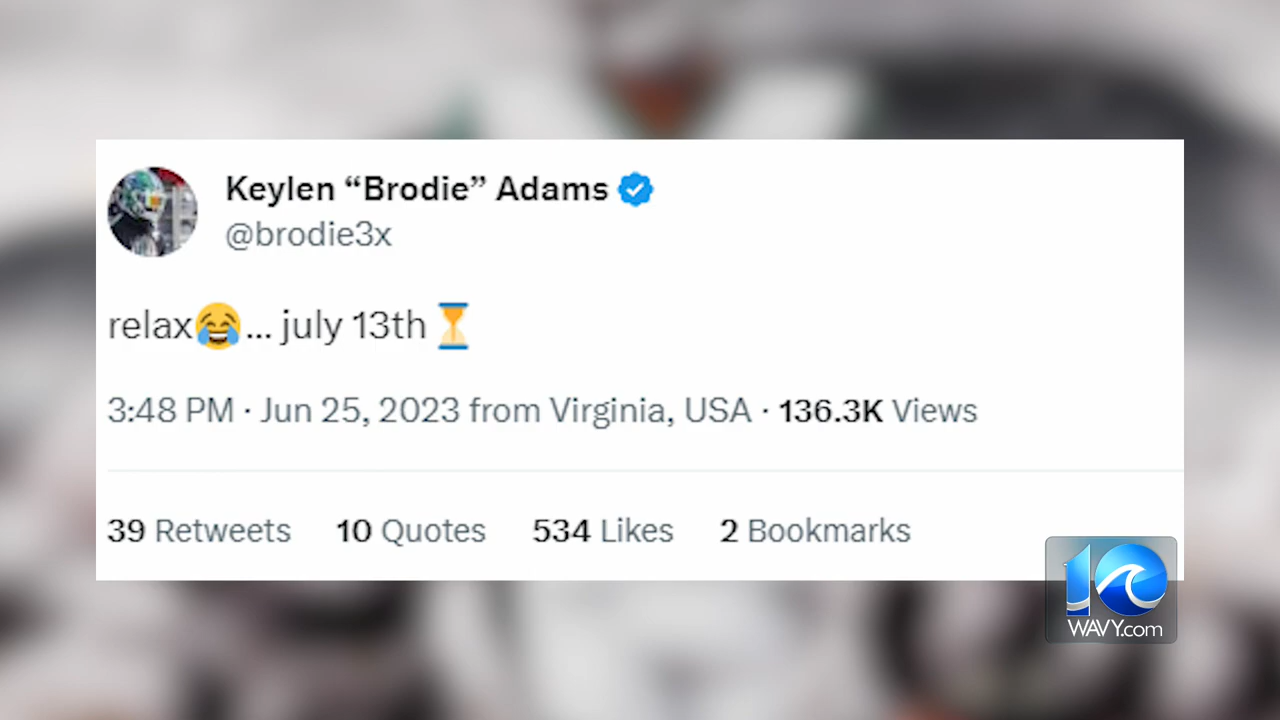 Keylen “Brodie” Adams
@brodie3x
relax😂... july 13th⏳
3:48 PM · Jun 25, 2023 from Virginia, USA · 136.3K Views
39 Retweets 10 Quotes 534 Likes 2 Bookmarks
10
WAVY.com